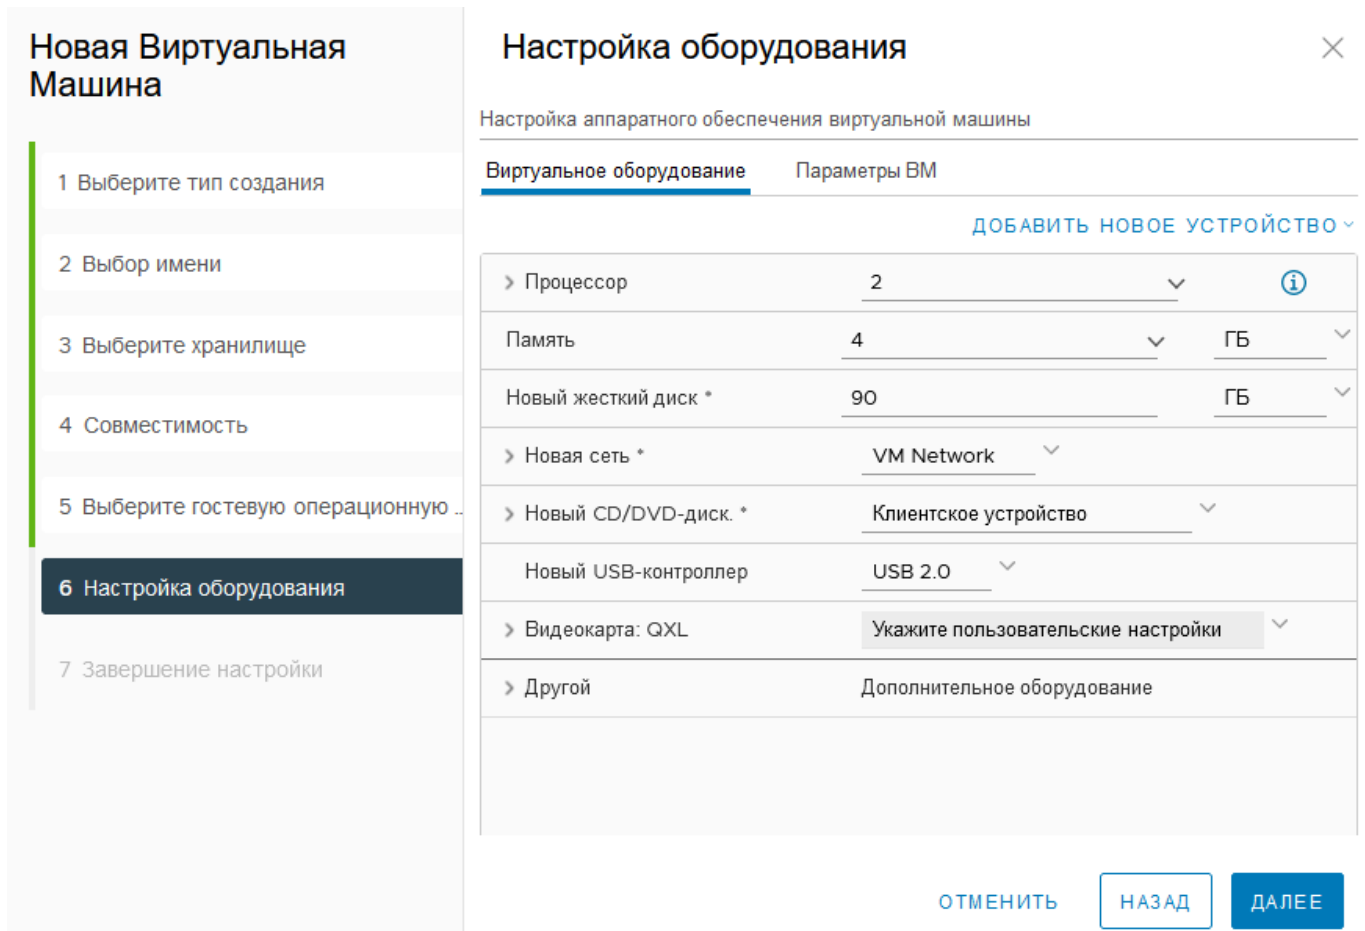 Новая Виртуальная
Машина
1 Выберите тип создания
2 Выбор имени
3 Выберите хранилище
4 Совместимость
5 Выберите гостевую операционную ..
6 Настройка оборудования
7 Завершение настройки
Настройка оборудования
Настройка аппаратного обеспечения виртуальной машины
Виртуальное оборудование Параметры ВМ
ДОБАВИТЬ НОВОЕ УСТРОЙСТВО
Процессор 2
Память 4 ГБ
Новый жесткий диск * 90 ГБ
Новая сеть * VM Network
Новый CD/DVD-диск. * Клиентское устройство
Новый USB-контроллер USB 2.0
Видеокарта: QXL Укажите пользовательские настройки
Другой Дополнительное оборудование
ОТМЕНИТЬ НАЗАД ДАЛЕЕ